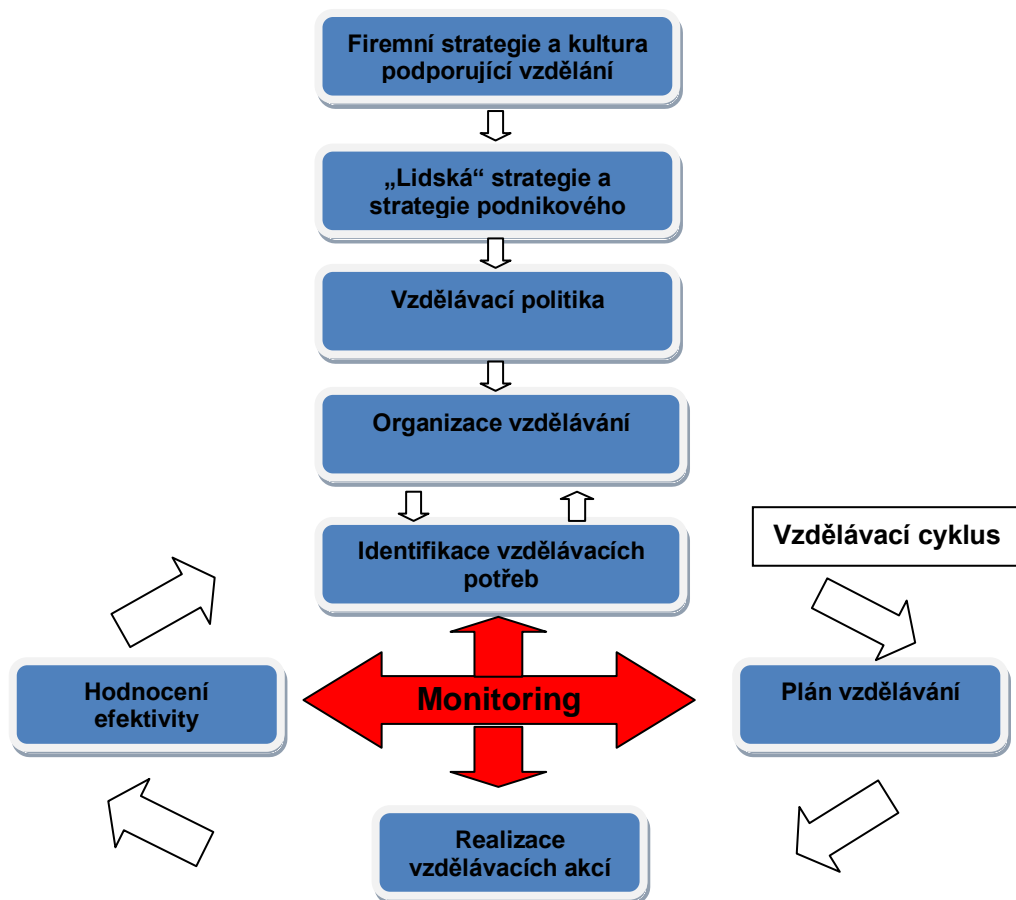 Firemní strategie a kultura
podporující vzdělání
„Lidská“ strategie a
strategie podnikového
Vzdělávací politika
Organizace vzdělávání
Identifikace vzdělávacích
potřeb
Vzdělávací cyklus
Hodnocení
efektivity
Monitoring
Plán vzdělávání
Realizace
vzdělávacích akcí